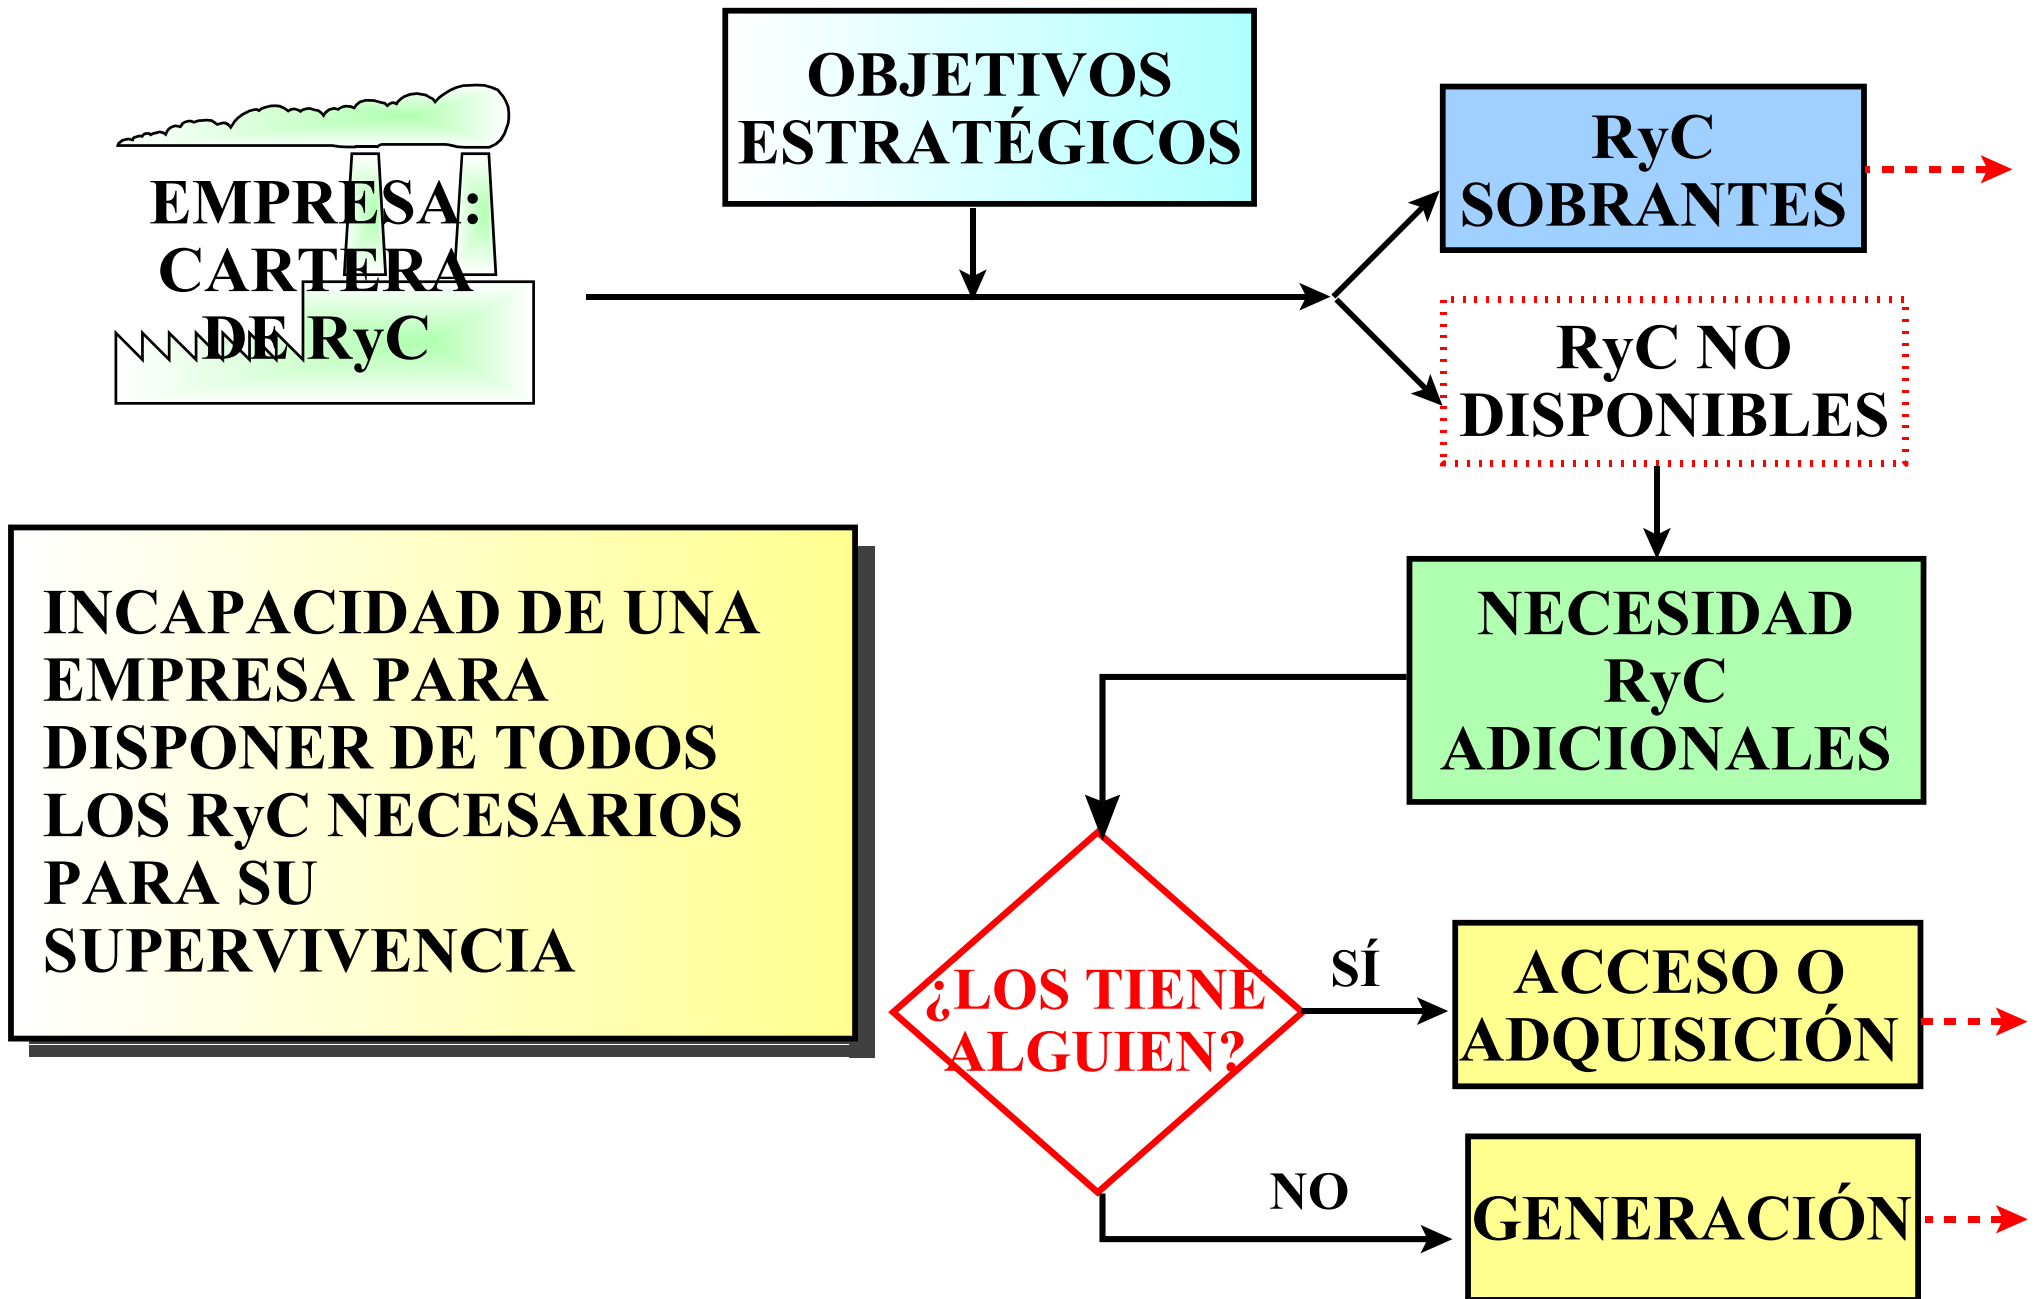 OBJETIVOS
ESTRATÉGICOS
EMPRESA:
CARTERA
DE RyC
RyC
SOBRANTES
RyC NO
DISPONIBLES
INCAPACIDAD DE UNA
EMPRESA PARA
DISPONER DE TODOS
LOS RyC NECESARIOS
PARA SU
SUPERVIVENCIA
NECESIDAD
RyC
ADICIONALES
¿LOS TIENE
ALGUIEN?
SÍ
ACCESO O
ADQUISICIÓN
NO
GENERACIÓN